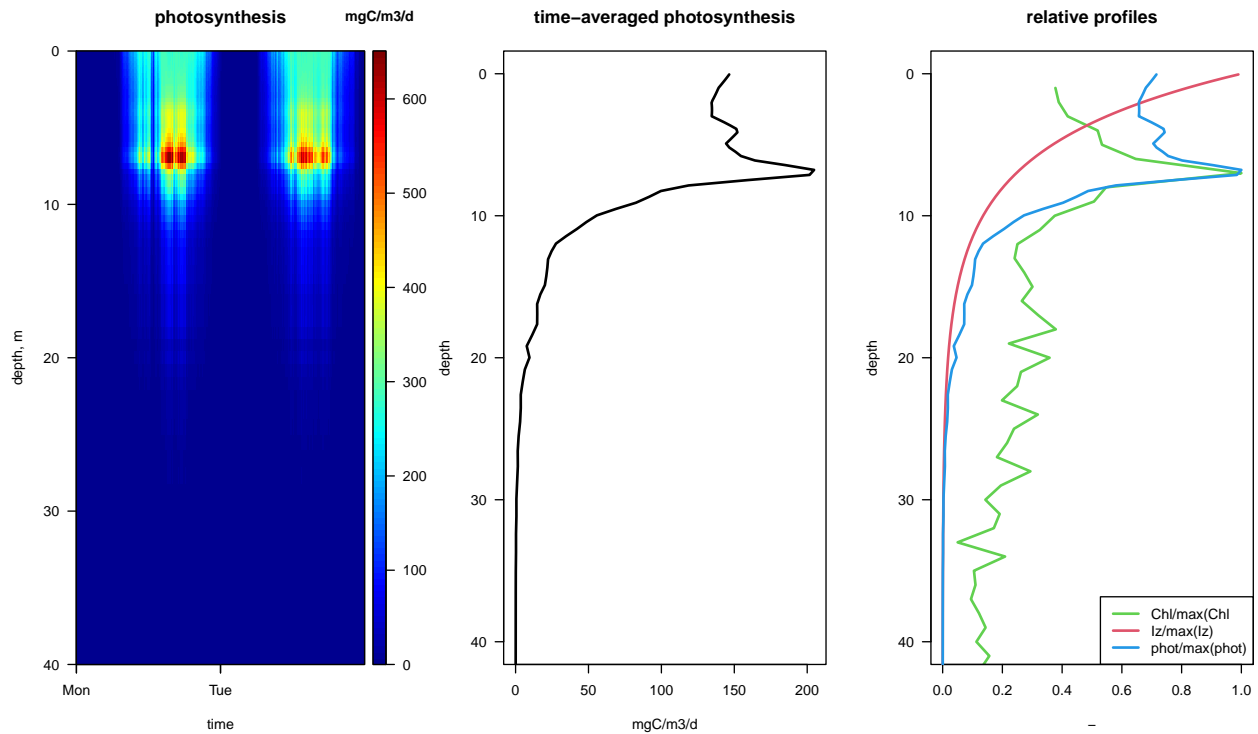 photosynthesis
mgC/m3/d
0
10
20
30
40
depth, m
Mon
Tue
time
600
500
400
300
200
100
0
time−averaged photosynthesis
0
10
20
30
40
depth
0
50
100
150
200
mgC/m3/d
relative profiles
0
10
20
30
40
depth
0.0
0.2
0.4
0.6
0.8
1.0
−
Chl/max(Chl
Iz/max(Iz)
phot/max(phot)